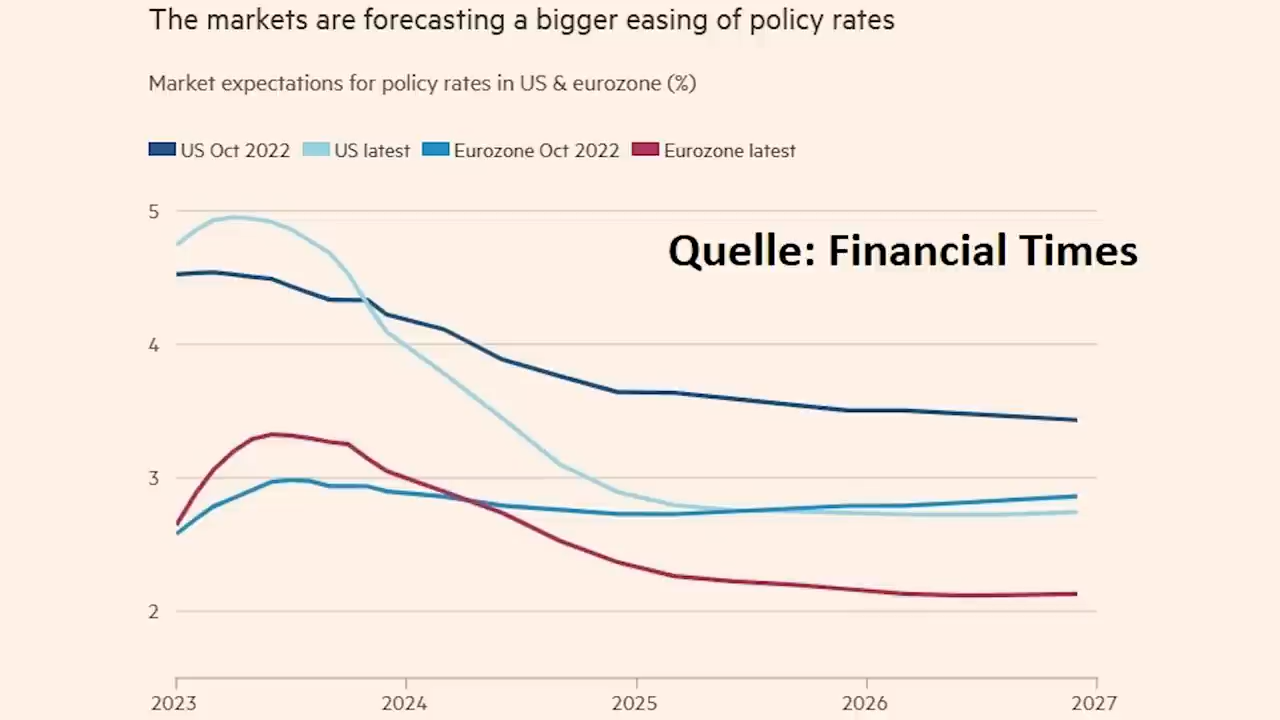 The markets are forecasting a bigger easing of policy rates
Market expectations for policy rates in US & eurozone (%)
US Oct 2022 US latest Eurozone Oct 2022 Eurozone latest
5
Quelle: Financial Times
4
3
2
2023 2024 2025 2026 2027